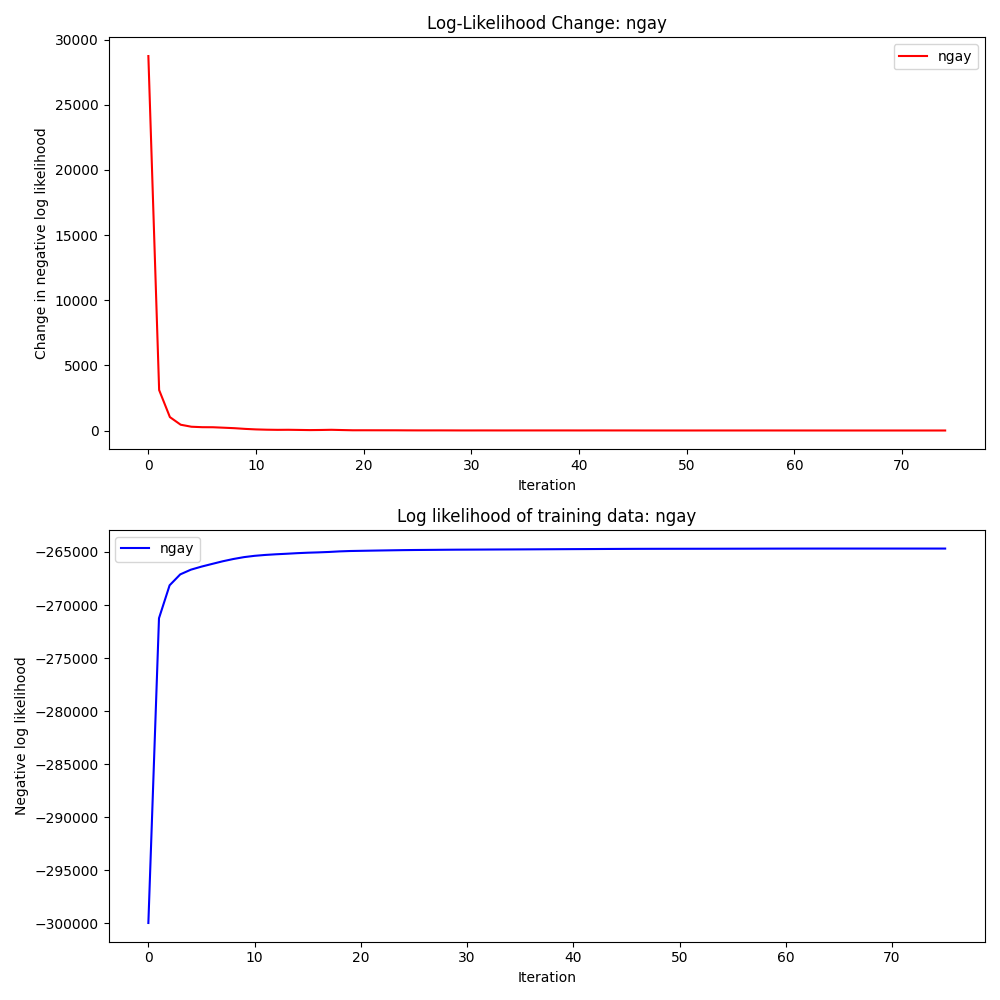 Log-Likelihood Change: ngay
30000
25000
20000
15000
10000
5000
0
Change in negative log likelihood
ngay
0 10 20 30 40 50 60 70
Iteration
Log likelihood of training data: ngay
−265000
−270000
−275000
−280000
−285000
−290000
−295000
−300000
Negative log likelihood
ngay
0 10 20 30 40 50 60 70
Iteration